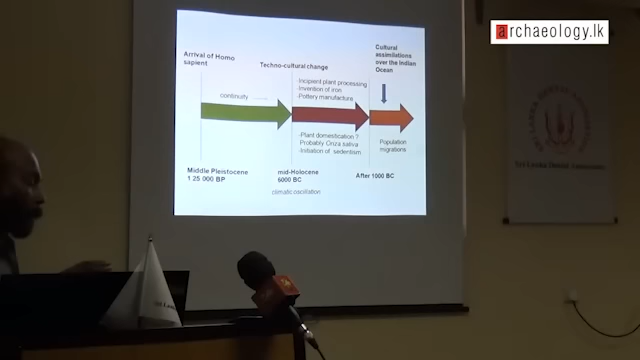 archaeology.lk
Arrival of Homo
sapient
Techno-cultural change
Cultural
assimilations
over the Indian
Ocean
continuity
-Incipient plant processing
-Invention of iron
-Pottery manufacture
-Plant domestication ?
Probably Oriza sativa
-Initiation of sedentism
Population
migrations
Middle Pleistocene
1 25 000 BP
mid-Holocene
6000 BC
After 1000 BC
climatic oscillation
Sri Lanka